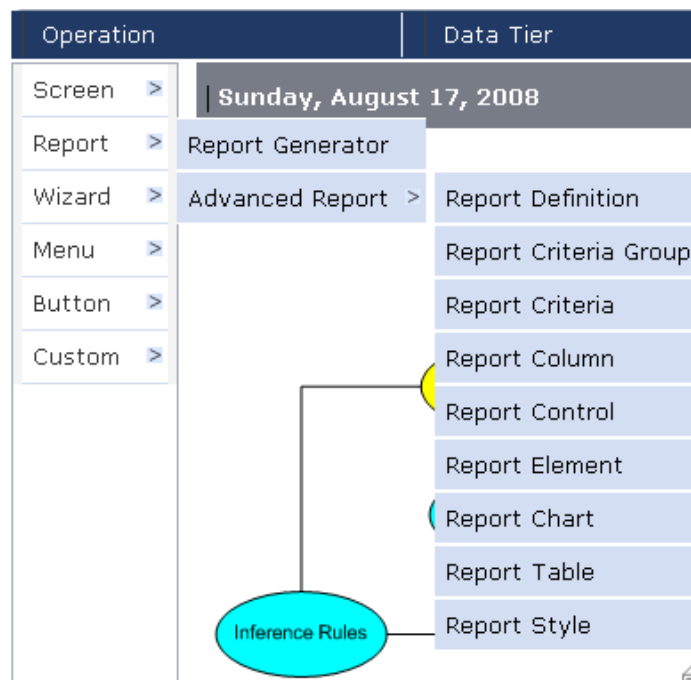 Operation
Data Tier
Screen >
Sunday, August 17, 2008
Report >
Report Generator
Wizard >
Advanced Report >
Report Definition
Menu >
Report Criteria Group
Button >
Report Criteria
Custom >
Report Column
Report Control
Report Element
Report Chart
Report Table
Inference Rules
Report Style